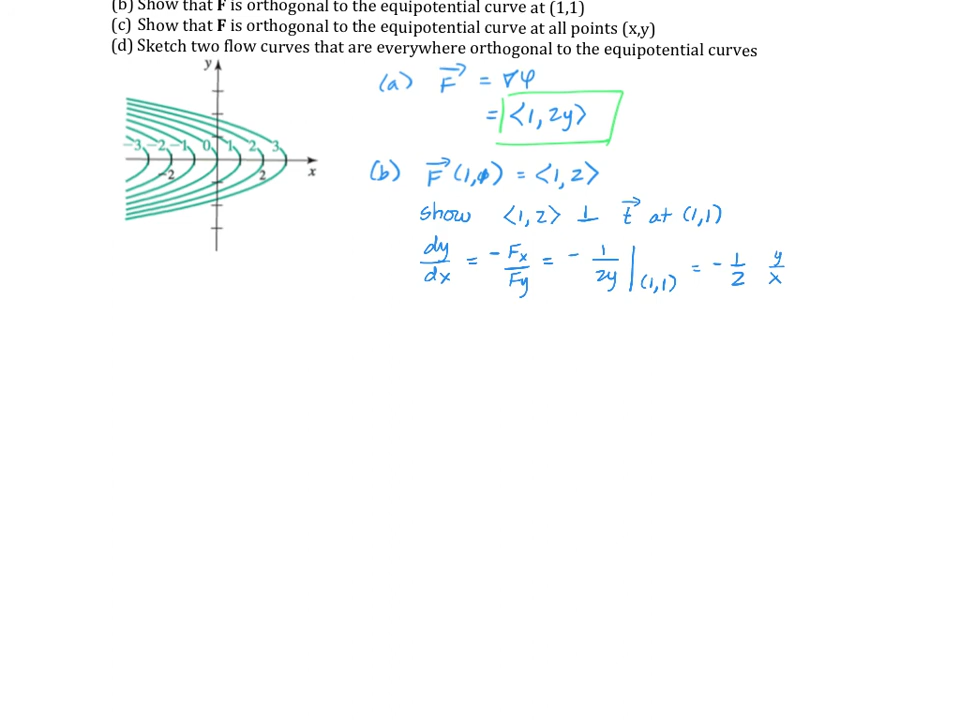 (b) Show that F is orthogonal to the equipotential curve at (1,1)
(c) Show that F is orthogonal to the equipotential curve at all points (x,y)
(d) Sketch two flow curves that are everywhere orthogonal to the equipotential curves
y
-3 -2 -1 0 1 2 3
-2 2 x
(a) F⃗ = ∇φ
= <1, 2y>
(b) F⃗ (1,1) = <1, 2>
show <1, 2> ⊥ t⃗ at (1,1)
dy/dx = -Fx/Fy = - 1/2y |(1,1) = - 1/2 y/x